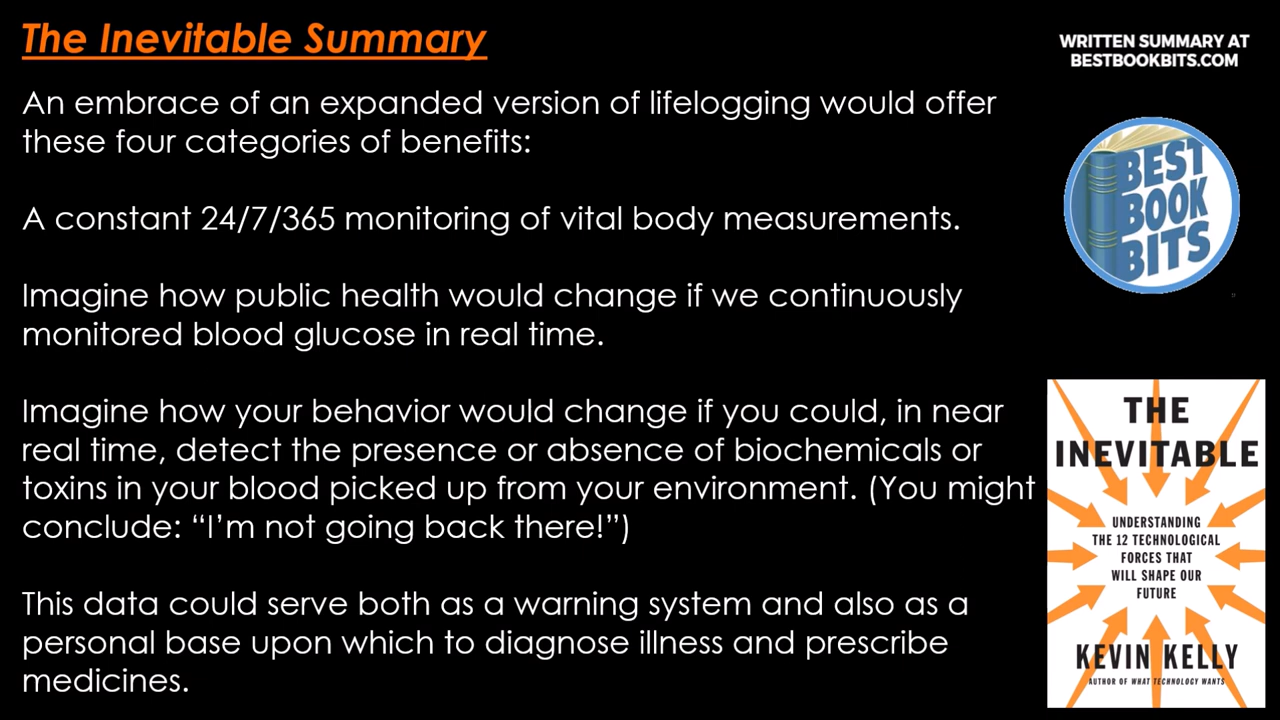 The Inevitable Summary
WRITTEN SUMMARY AT
BESTBOOKBITS.COM
An embrace of an expanded version of lifelogging would offer
these four categories of benefits:
A constant 24/7/365 monitoring of vital body measurements.
Imagine how public health would change if we continuously
monitored blood glucose in real time.
Imagine how your behavior would change if you could, in near
real time, detect the presence or absence of biochemicals or
toxins in your blood picked up from your environment. (You might
conclude: “I’m not going back there!”)
This data could serve both as a warning system and also as a
personal base upon which to diagnose illness and prescribe
medicines.
BEST
BOOK
BITS
THE
INEVITABLE
UNDERSTANDING
THE 12 TECHNOLOGICAL
FORCES THAT
WILL SHAPE OUR
FUTURE
KEVIN KELLY
AUTHOR OF WHAT TECHNOLOGY WANTS